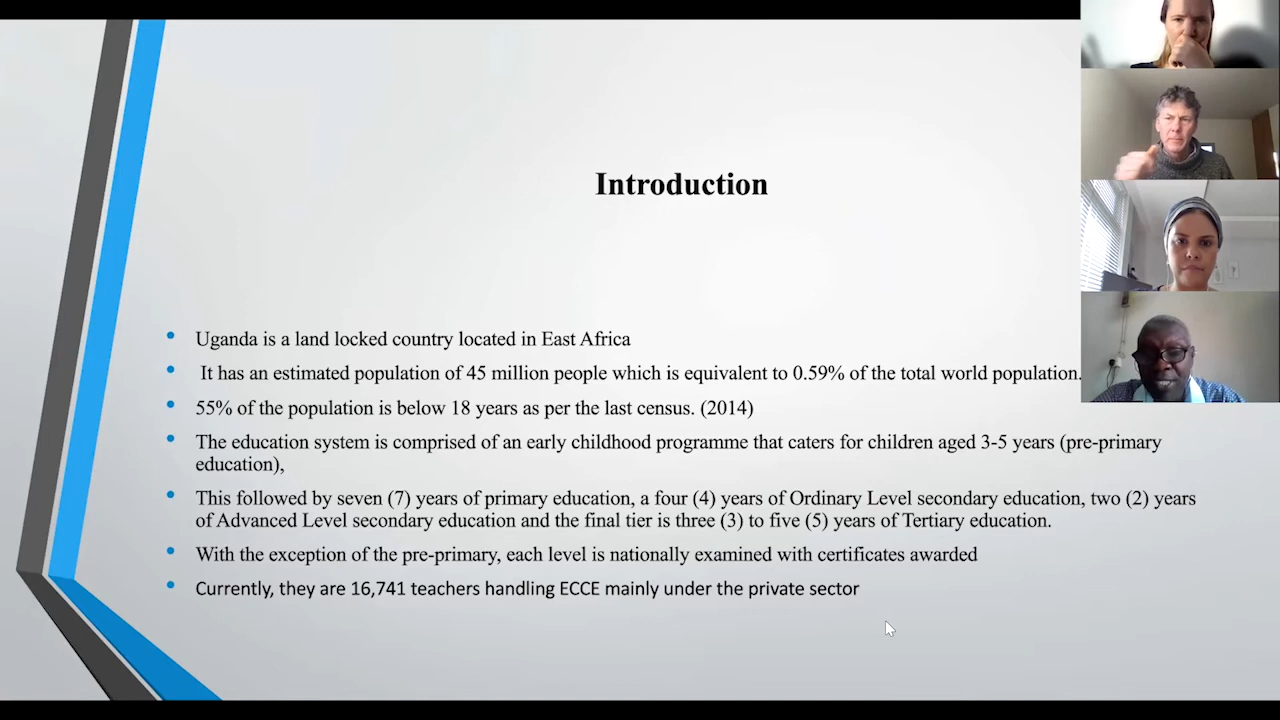 Introduction
Uganda is a land locked country located in East Africa
It has an estimated population of 45 million people which is equivalent to 0.59% of the total world population.
55% of the population is below 18 years as per the last census. (2014)
The education system is comprised of an early childhood programme that caters for children aged 3-5 years (pre-primary
education),
This followed by seven (7) years of primary education, a four (4) years of Ordinary Level secondary education, two (2) years
of Advanced Level secondary education and the final tier is three (3) to five (5) years of Tertiary education.
With the exception of the pre-primary, each level is nationally examined with certificates awarded
Currently, they are 16,741 teachers handling ECCE mainly under the private sector